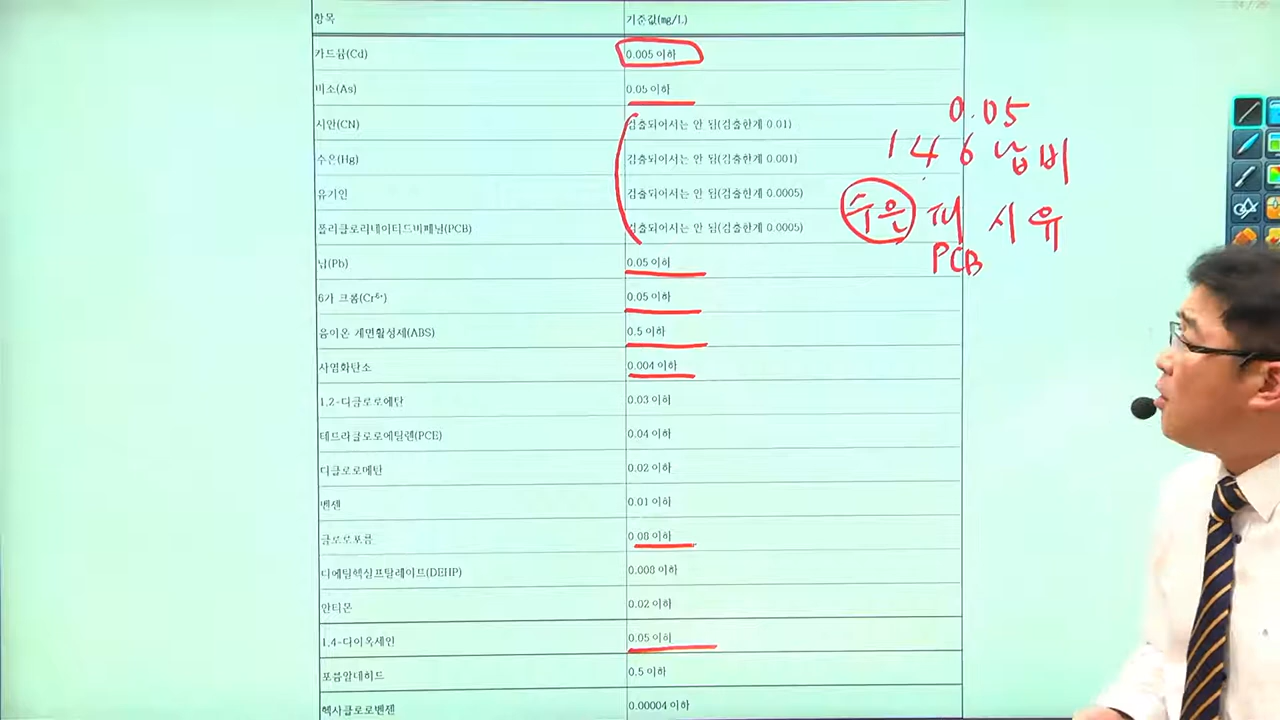 항목 기준값(mg/L)
카드뮴(Cd) 0.005 이하
비소(As) 0.05 이하
시안(CN) 검출되어서는 안 됨(검출한계 0.01)
수은(Hg) 검출되어서는 안 됨(검출한계 0.001)
유기인 검출되어서는 안 됨(검출한계 0.0005)
폴리클로리네이티드비페닐(PCB) 검출되어서는 안 됨(검출한계 0.0005)
납(Pb) 0.05 이하
6가 크롬(Cr6+) 0.05 이하
음이온 계면활성제(ABS) 0.5 이하
사염화탄소 0.004 이하
1,2-디클로로에탄 0.03 이하
테트라클로로에틸렌(PCE) 0.04 이하
디클로로메탄 0.02 이하
벤젠 0.01 이하
클로로포름 0.08 이하
디에틸헥실프탈레이트(DEHP) 0.008 이하
안티몬 0.02 이하
1,4-다이옥세인 0.05 이하
포름알데히드 0.5 이하
헥사클로로벤젠 0.00004 이하
0.05
1 4 6 납 비
수은 피 시 유
PCB